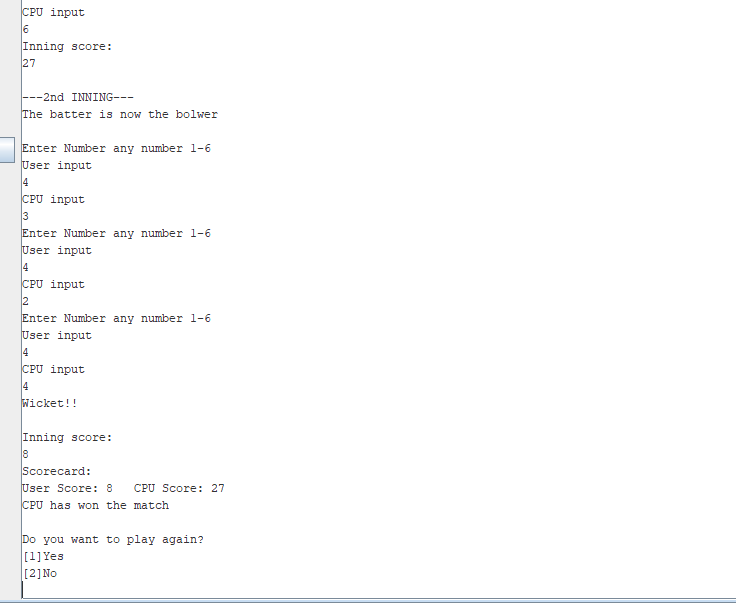 CPU input
6
Inning score:
27
---2nd INNING---
The batter is now the bolwer
Enter Number any number 1-6
User input
4
CPU input
3
Enter Number any number 1-6
User input
4
CPU input
2
Enter Number any number 1-6
User input
4
CPU input
4
Wicket!!
Inning score:
8
Scorecard:
User Score: 8   CPU Score: 27
CPU has won the match
Do you want to play again?
[1]Yes
[2]No